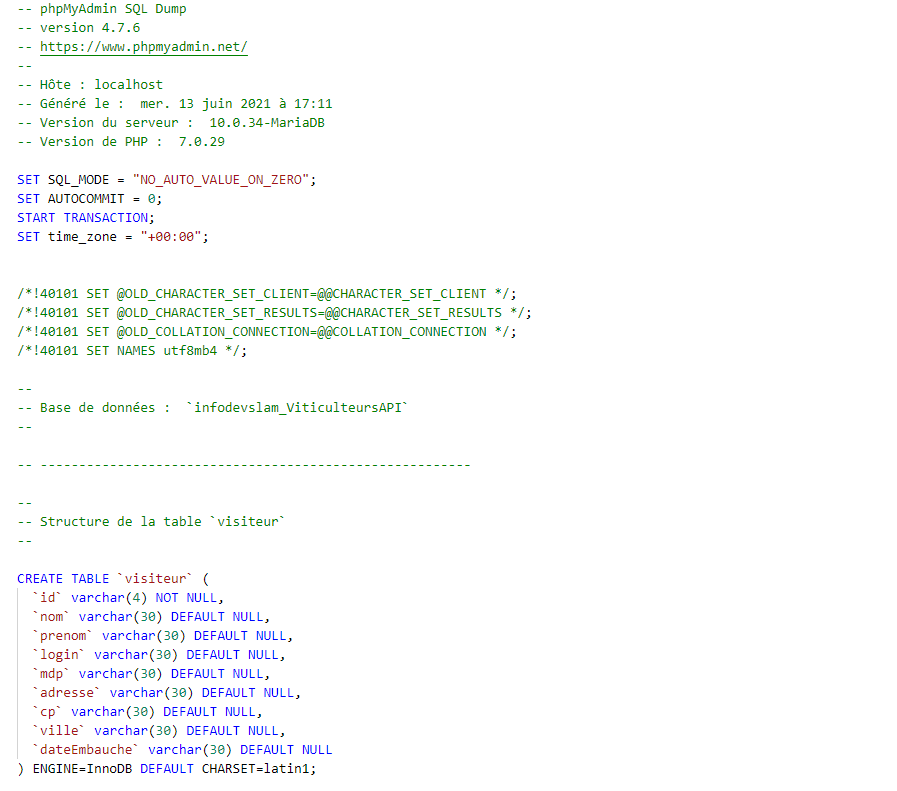 -- phpMyAdmin SQL Dump
-- version 4.7.6
-- https://www.phpmyadmin.net/
--
-- Hôte : localhost
-- Généré le :  mer. 13 juin 2021 à 17:11
-- Version du serveur :  10.0.34-MariaDB
-- Version de PHP :  7.0.29
SET SQL_MODE = "NO_AUTO_VALUE_ON_ZERO";
SET AUTOCOMMIT = 0;
START TRANSACTION;
SET time_zone = "+00:00";
/*!40101 SET @OLD_CHARACTER_SET_CLIENT=@@CHARACTER_SET_CLIENT */;
/*!40101 SET @OLD_CHARACTER_SET_RESULTS=@@CHARACTER_SET_RESULTS */;
/*!40101 SET @OLD_COLLATION_CONNECTION=@@COLLATION_CONNECTION */;
/*!40101 SET NAMES utf8mb4 */;
--
-- Base de données :  `infodevslam_ViticulteursAPI`
--
-- --------------------------------------------------------
--
-- Structure de la table `visiteur`
--
CREATE TABLE `visiteur` (
  `id` varchar(4) NOT NULL,
  `nom` varchar(30) DEFAULT NULL,
  `prenom` varchar(30) DEFAULT NULL,
  `login` varchar(30) DEFAULT NULL,
  `mdp` varchar(30) DEFAULT NULL,
  `adresse` varchar(30) DEFAULT NULL,
  `cp` varchar(30) DEFAULT NULL,
  `ville` varchar(30) DEFAULT NULL,
  `dateEmbauche` varchar(30) DEFAULT NULL
) ENGINE=InnoDB DEFAULT CHARSET=latin1;